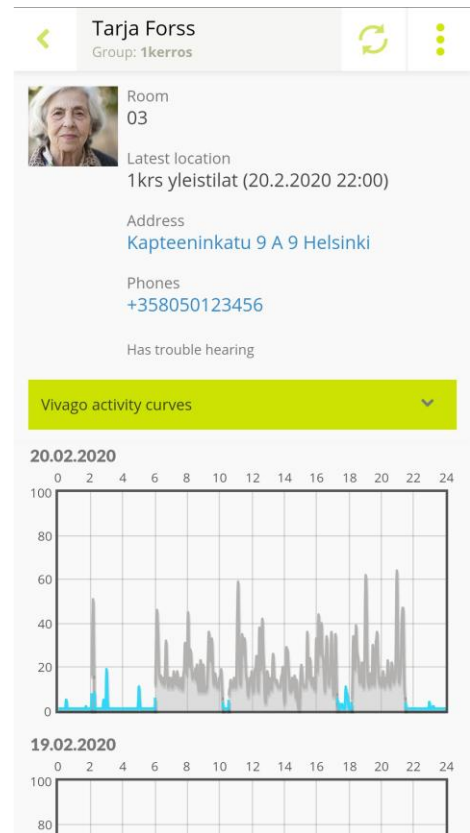 Tarja Forss
Group: 1kerros
Room
03
Latest location
1krs yleistilat (20.2.2020 22:00)
Address
Kapteeninkatu 9 A 9 Helsinki
Phones
+358050123456
Has trouble hearing
Vivago activity curves
20.02.2020
0 2 4 6 8 10 12 14 16 18 20 22 24
100
80
60
40
20
0
19.02.2020
0 2 4 6 8 10 12 14 16 18 20 22 24
100
80